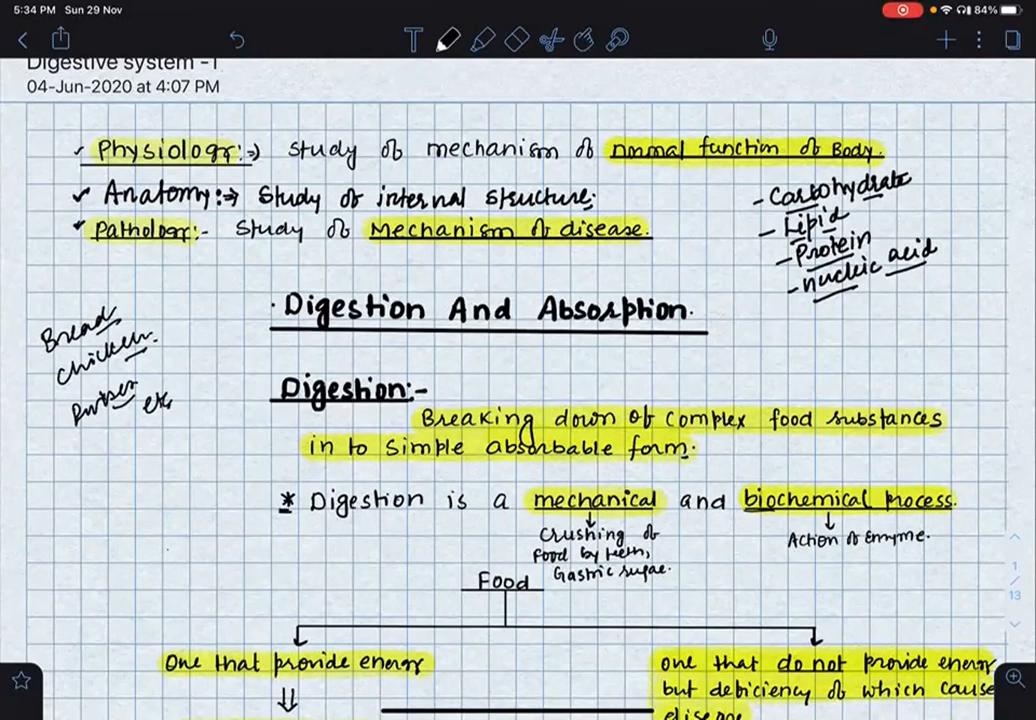 5:34 PM Sun 29 Nov
84%
Digestive system -1
04-Jun-2020 at 4:07 PM
Physiology:→ study of mechanism of normal function of Body.
Anatomy:→ Study of internal structure.
Pathology:- study of Mechanism of disease.
- Carbohydrate
- Lipid
- Protein
- nucleic acid
Digestion And Absorption.
Bread
chicken
etc
Digestion:-
Breaking down of complex food substances
in to simple absorbable form.
* Digestion is a mechanical and biochemical process.
Crushing of
food by teeth,
Gastric
Action of Enzyme.
Food
One that provide energy
one that do not provide energy
but deficiency of which cause
disease
1
/
13